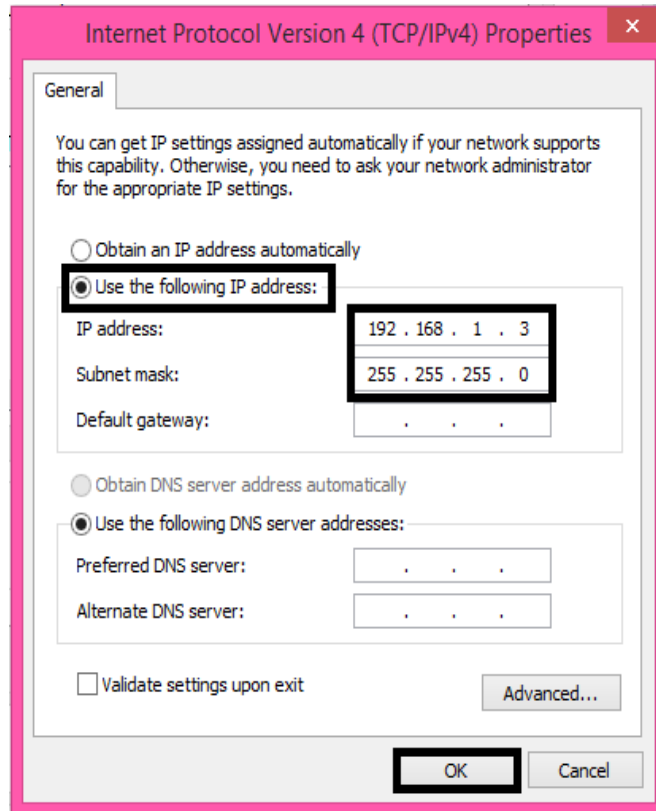 Internet Protocol Version 4 (TCP/IPv4) Properties
x
General
You can get IP settings assigned automatically if your network supports
this capability. Otherwise, you need to ask your network administrator
for the appropriate IP settings.
Obtain an IP address automatically
Use the following IP address:
IP address: 192 . 168 . 1 . 3
Subnet mask: 255 . 255 . 255 . 0
Default gateway: . . .
Obtain DNS server address automatically
Use the following DNS server addresses:
Preferred DNS server: . . .
Alternate DNS server: . . .
Validate settings upon exit
Advanced...
OK Cancel